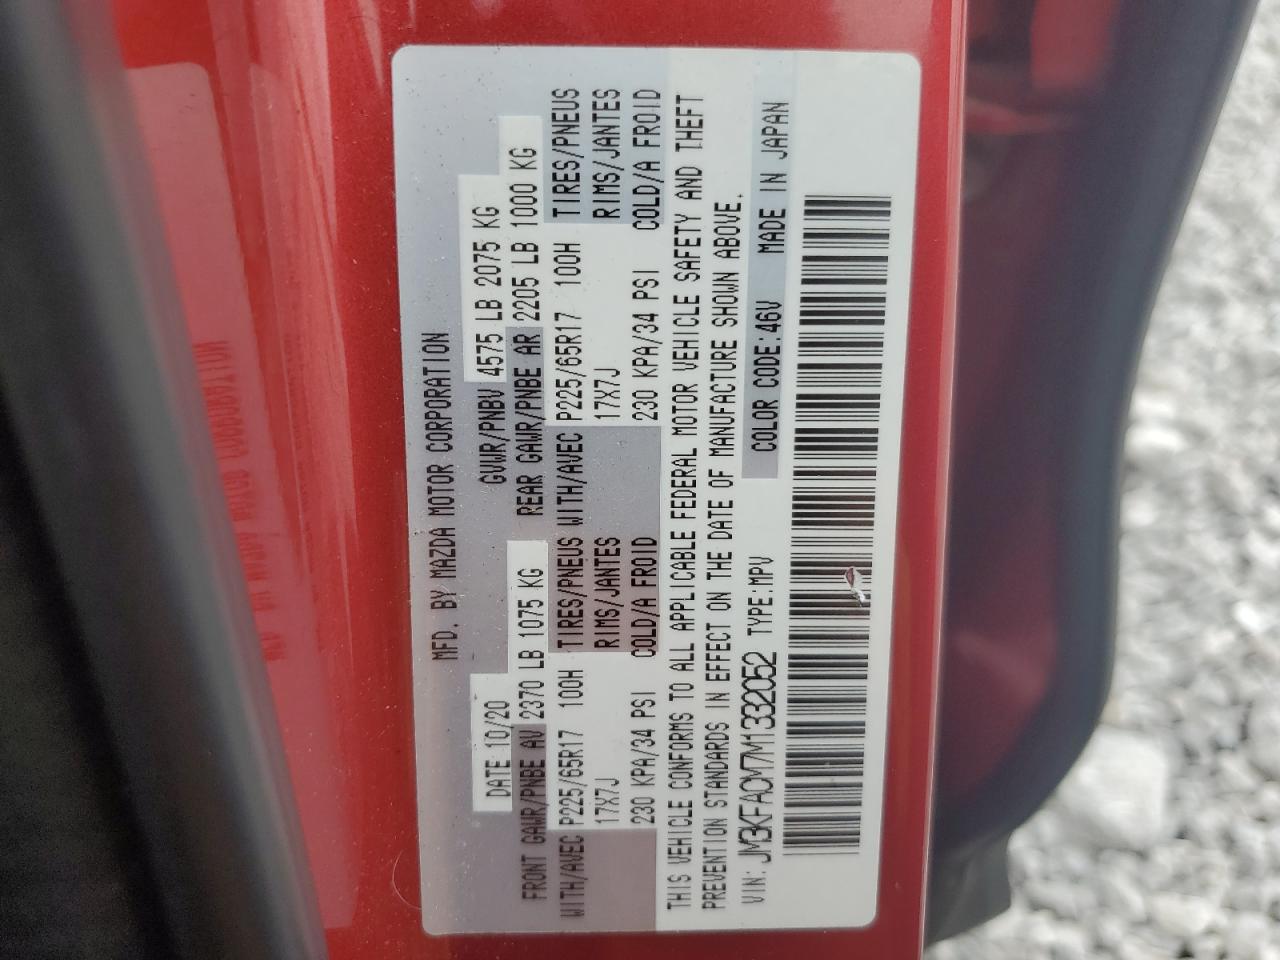 MFD. BY MAZDA MOTOR CORPORATION
DATE 10/20 GVWR/PNBV 4575 LB 2075 KG
FRONT GAWR/PNBE AV 2370 LB 1075 KG REAR GAWR/PNBE AR 2205 LB 1000 KG
WITH/AVEC P225/65R17 100H TIRES/PNEUS WITH/AVEC P225/65R17 100H TIRES/PNEUS
17X7J RIMS/JANTES 17X7J RIMS/JANTES
230 KPA/34 PSI COLD/A FROID 230 KPA/34 PSI COLD/A FROID
THIS VEHICLE CONFORMS TO ALL APPLICABLE FEDERAL MOTOR VEHICLE SAFETY AND THEFT
PREVENTION STANDARDS IN EFFECT ON THE DATE OF MANUFACTURE SHOWN ABOVE.
VIN: JM3KFACM7M1332052 TYPE:MPV COLOR CODE:46V MADE IN JAPAN